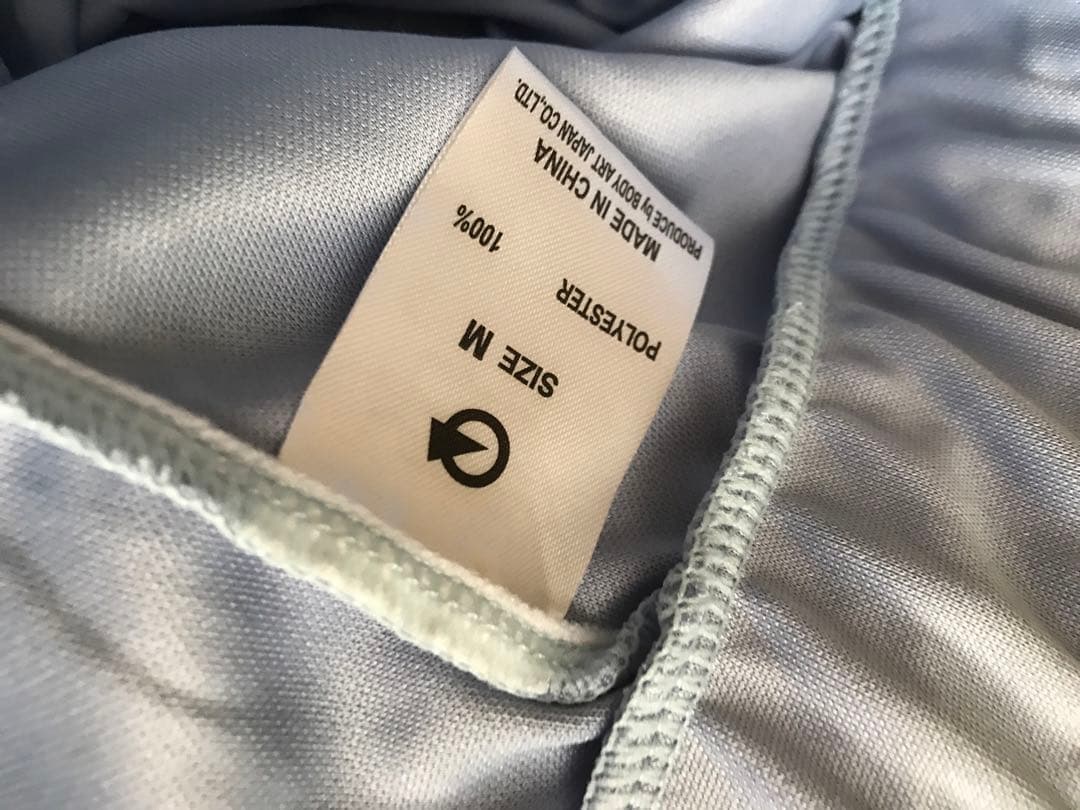 SIZE M
POLYESTER 100%
MADE IN CHINA
PRODUCE by BODY ART JAPAN CO.,LTD.